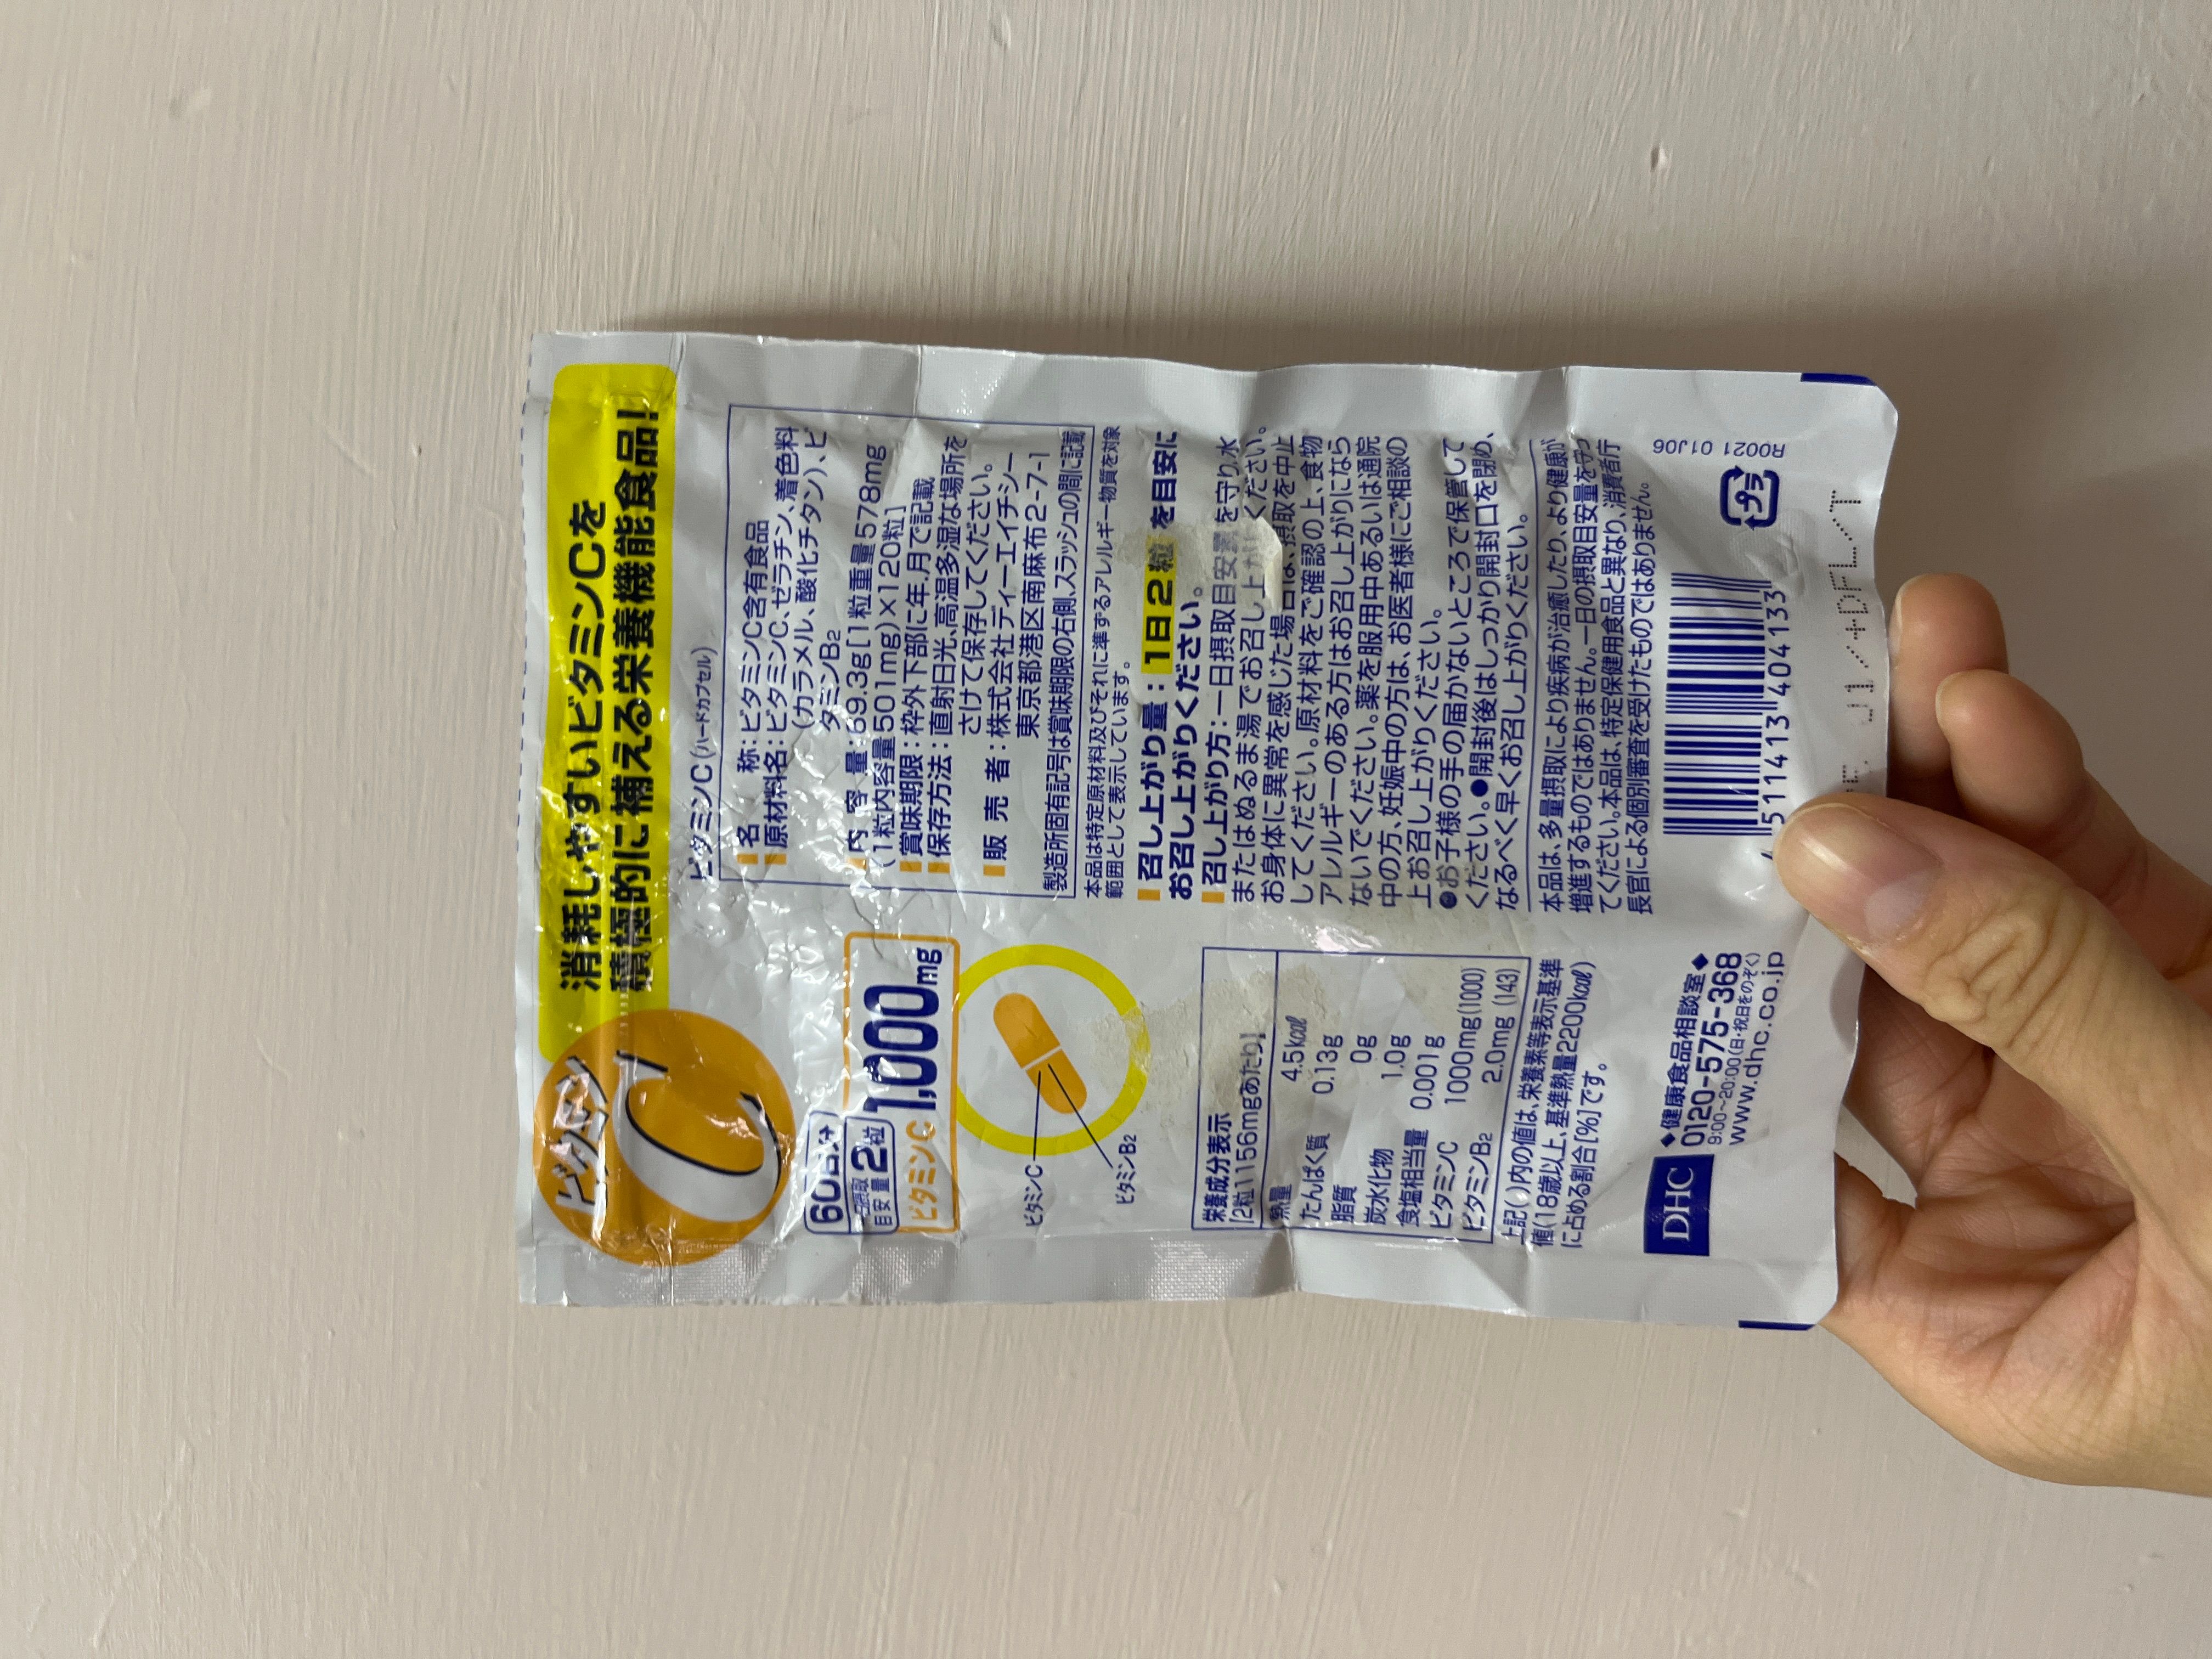 消耗しやすいビタミンCを
積極的に補える栄養機能食品!
ビタミン
C
ビタミンC(ハードカプセル)
名 称:ビタミンC含有食品
原材料名:ビタミンC、ゼラチン、着色料
(カラメル、酸化チタン)、ビ
タミンB2
内 容 量:69.3g[1粒重量578mg
(1粒内容量501mg)×120粒]
賞味期限:枠外下部に年.月で記載
保存方法:直射日光、高温多湿な場所を
さけて保存してください。
販 売 者:株式会社ディーエイチシー
東京都港区南麻布2-7-1
製造所固有記号は賞味期限の右側、スラッシュの間に記載
本品は特定原材料及びそれに準ずるアレルギー物質を対象
範囲として表示しています。
召し上がり量:1日2粒を目安に
お召し上がりください。
召し上がり方:一日摂取目安量を守り、水
またはぬるま湯でお召し上がりください。
お身体に異常を感じた場合は、摂取を中止
してください。原材料をご確認の上、食物
アレルギーのある方はお召し上がりになら
ないでください。薬を服用中あるいは通院
中の方、妊娠中の方は、お医者様にご相談の
上お召し上がりください。
●お子様の手の届かないところで保管して
ください。●開封後はしっかり開封口を閉め、
なるべく早くお召し上がりください。
本品は、多量摂取により疾病が治癒したり、より健康が
増進するものではありません。一日の摂取目安量を守っ
てください。本品は、特定保健用食品と異なり、消費者庁
長官による個別審査を受けたものではありません。
60日分
1日摂取
目安量2粒
ビタミンC 1,000mg
ビタミンC
ビタミンB2
栄養成分表示
[2粒1156mgあたり]
熱量 4.5kcal
たんぱく質 0.13g
脂質 0g
炭水化物 1.0g
食塩相当量 0.001g
ビタミンC 1000mg(1000)
ビタミンB2 2.0mg (143)
上記( )内の値は、栄養素等表示基準
値(18歳以上、基準熱量2200kcal)
に占める割合[%]です。
DHC
◆健康食品相談室◆
0120-575-368
9:00~20:00(日・祝日をのぞく)
www.dhc.co.jp
プラ
R0021 01J06
4 511413 404133
/+DFL/T